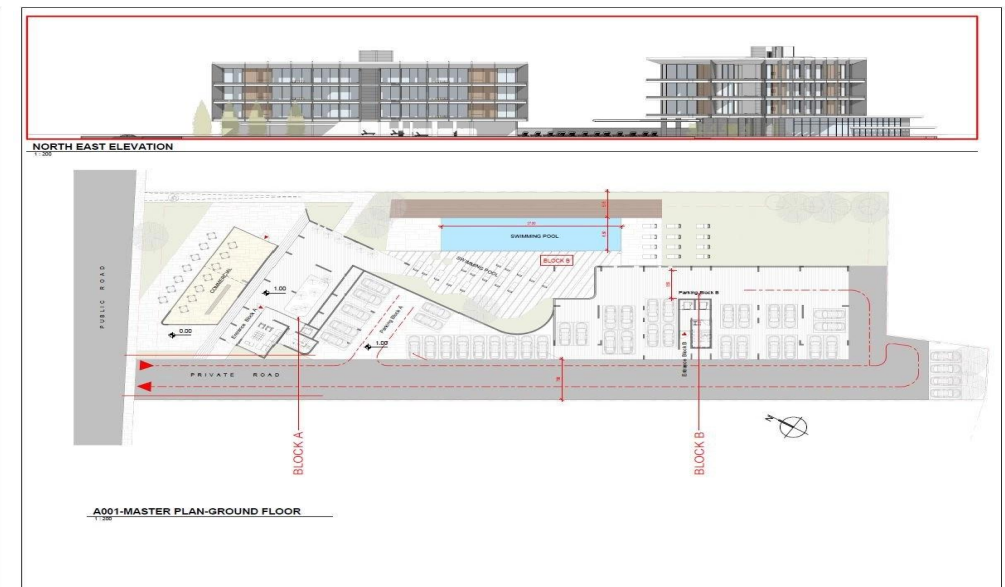 NORTH EAST ELEVATION
1 : 200
SWIMMING POOL
SWIMMING POOL
BLOCK B
COMMERCIAL
PUBLIC ROAD
1.00
0.00
Entrance Block A
Parking Block A
1.00
Parking Block B
Entrance Block B
PRIVATE ROAD
N
BLOCK A
BLOCK B
A001-MASTER PLAN-GROUND FLOOR
1 : 200